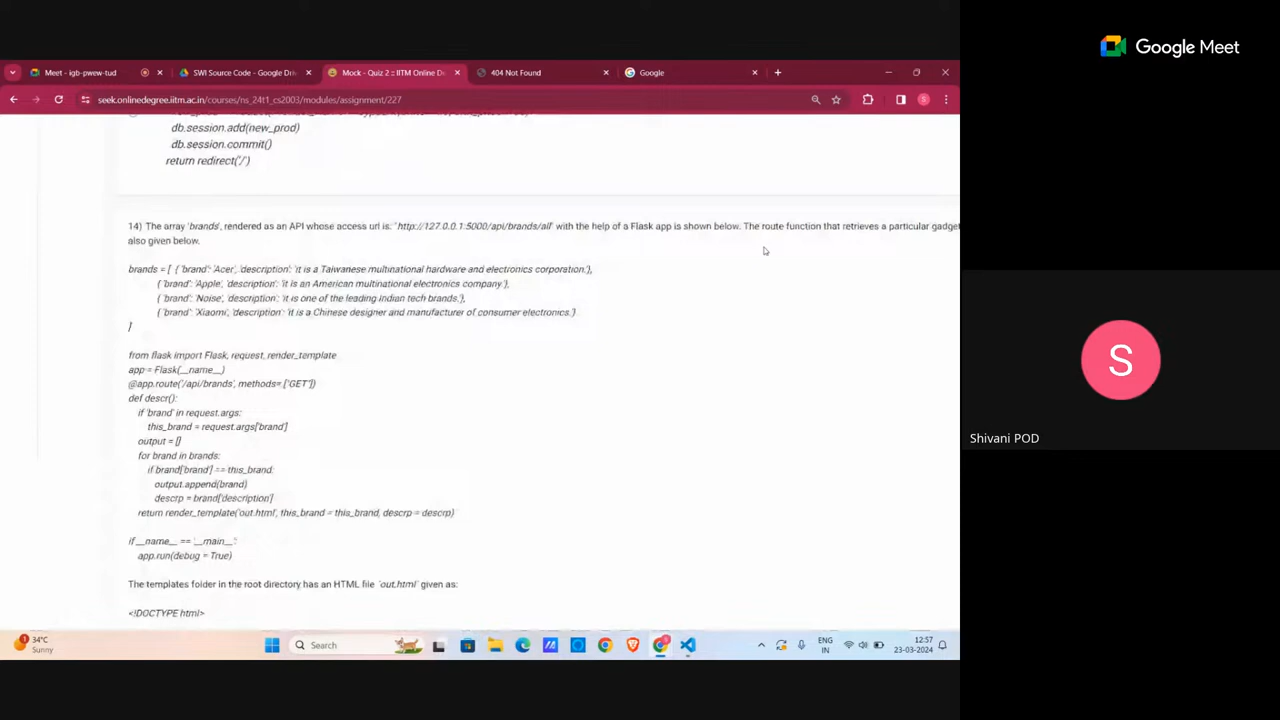 Google Meet
Meet - igb-pwew-tud
SWI Source Code - Google Dri
Mock - Quiz 2 :: IITM Online De
404 Not Found
Google
seek.onlinedegree.iitm.ac.in/courses/ns_24t1_cs2003/modules/assignment/227
db.session.add(new_prod)
db.session.commit()
return redirect('/')
14) The array 'brands', rendered as an API whose access url is: ' http://127.0.0.1:5000/api/brands/all' with the help of a Flask app is shown below. The route function that retrieves a particular gadget
also given below.
brands = [ { 'brand': 'Acer', 'description': 'it is a Taiwanese multinational hardware and electronics corporation.'},
{ 'brand': 'Apple', 'description': 'it is an American multinational electronics company.'},
{ 'brand': 'Noise', 'description': 'it is one of the leading Indian tech brands.'},
{ 'brand': 'Xiaomi', 'description': 'it is a Chinese designer and manufacturer of consumer electronics.'}
]
from flask import Flask, request, render_template
app = Flask(__name__)
@app.route('/api/brands', methods=['GET'])
def descr():
if 'brand' in request.args:
this_brand = request.args['brand']
output = []
for brand in brands:
if brand['brand'] == this_brand:
output.append(brand)
descrp = brand['description']
return render_template('out.html', this_brand = this_brand, descrp = descrp)
if __name__ == '__main__':
app.run(debug = True)
The templates folder in the root directory has an HTML file 'out.html' given as:
<!DOCTYPE html>
S
Shivani POD
34°C
Sunny
Search
ENG
IN
12:57
23-03-2024